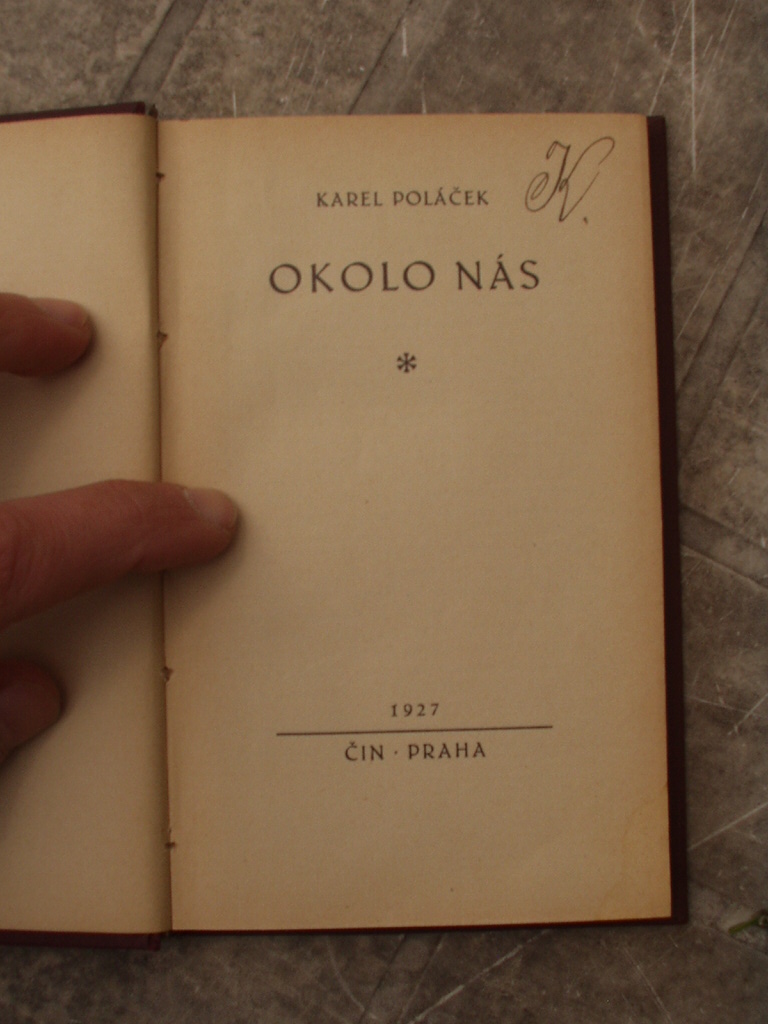 K.
KAREL POLÁČEK
OKOLO NÁS
*
1927
ČIN · PRAHA